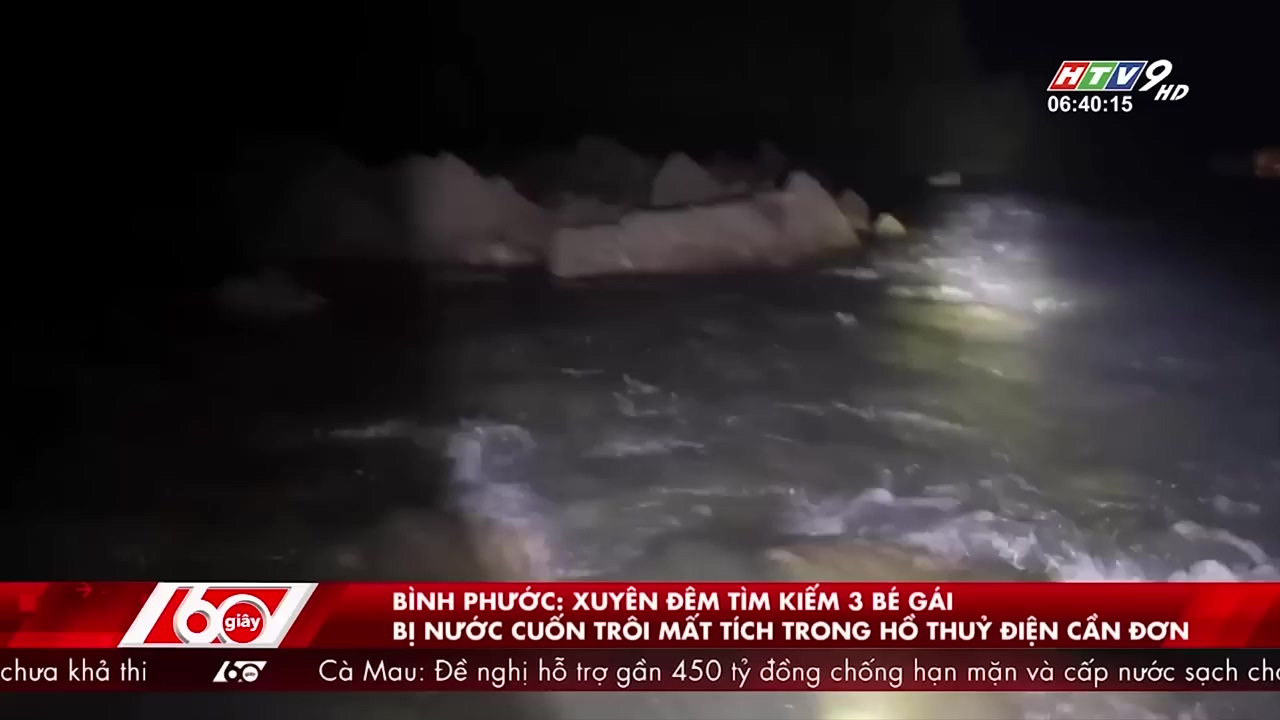 HTV9 HD
06:40:15
60 giây
BÌNH PHƯỚC: XUYÊN ĐÊM TÌM KIẾM 3 BÉ GÁI
BỊ NƯỚC CUỐN TRÔI MẤT TÍCH TRONG HỒ THUỶ ĐIỆN CẦN ĐƠN
chưa khả thi 60 giây Cà Mau: Đề nghị hỗ trợ gần 450 tỷ đồng chống hạn mặn và cấp nước sạch